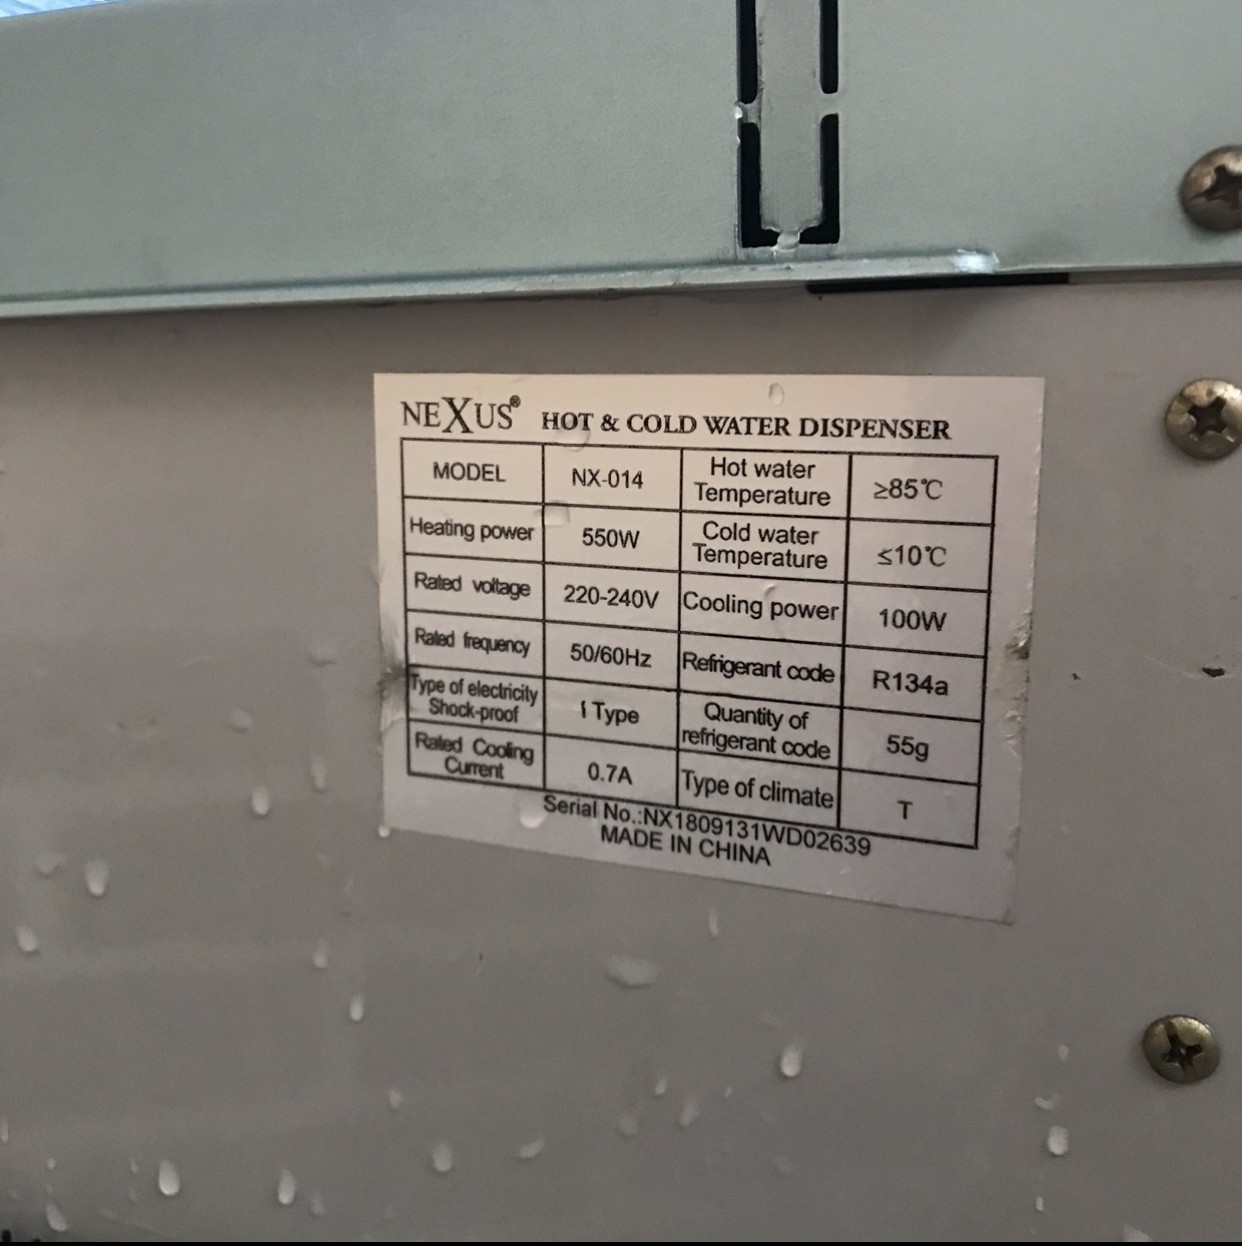 NEXUS® HOT & COLD WATER DISPENSER
MODEL NX-014 Hot water Temperature ≥85℃
Heating power 550W Cold water Temperature ≤10℃
Rated voltage 220-240V Cooling power 100W
Rated frequency 50/60Hz Refrigerant code R134a
Type of electricity Shock-proof I Type Quantity of refrigerant code 55g
Rated Cooling Current 0.7A Type of climate T
Serial No.:NX1809131WD02639
MADE IN CHINA